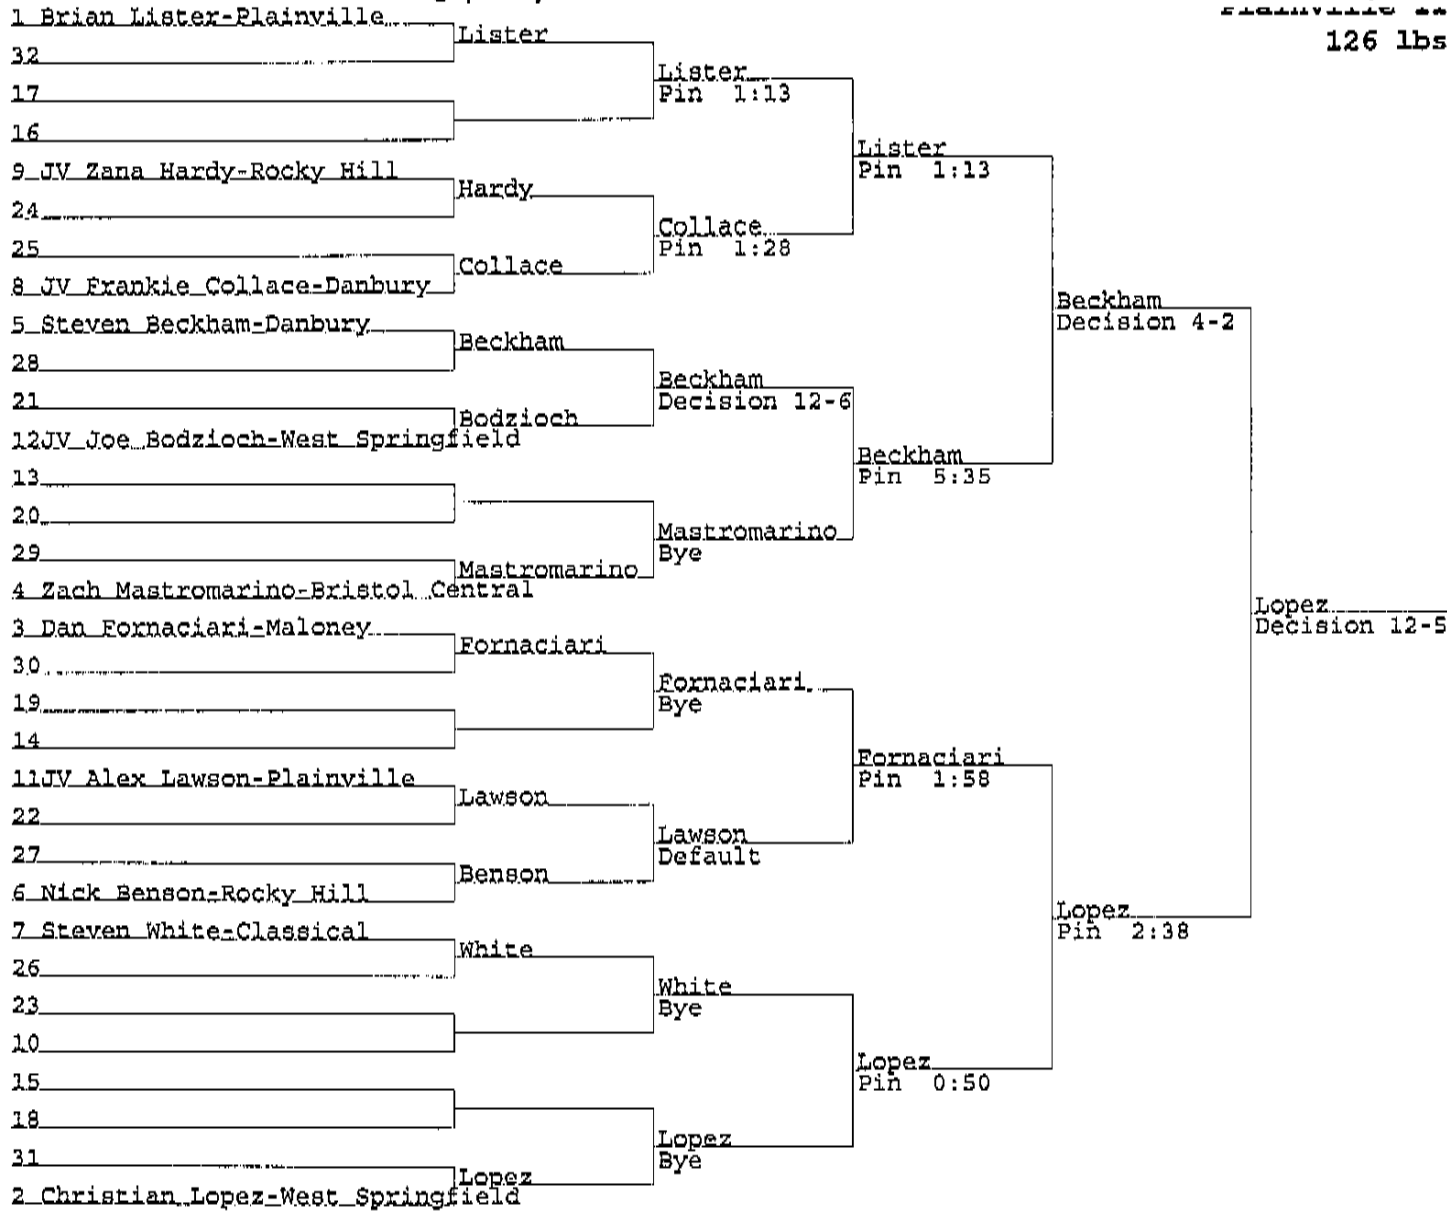 126 lbs
1 Brian Lister-Plainville
Lister
32
Lister
Pin 1:13
17
16
Lister
Pin 1:13
9 JV Zana Hardy-Rocky Hill
Hardy
24
Collace
Pin 1:28
25
Collace
8 JV Frankie Collace-Danbury
Beckham
Decision 4-2
5 Steven Beckham-Danbury
Beckham
28
Beckham
Decision 12-6
21
Bodzioch
12JV Joe Bodzioch-West Springfield
Beckham
Pin 5:35
13
20
Mastromarino
Bye
29
Mastromarino
4 Zach Mastromarino-Bristol Central
Lopez
Decision 12-5
3 Dan Fornaciari-Maloney
Fornaciari
30
Fornaciari
Bye
19
14
Fornaciari
Pin 1:58
11JV Alex Lawson-Plainville
Lawson
22
Lawson
Default
27
Benson
6 Nick Benson-Rocky Hill
Lopez
Pin 2:38
7 Steven White-Classical
White
26
White
Bye
23
10
Lopez
Pin 0:50
15
18
Lopez
Bye
31
Lopez
2 Christian Lopez-West Springfield